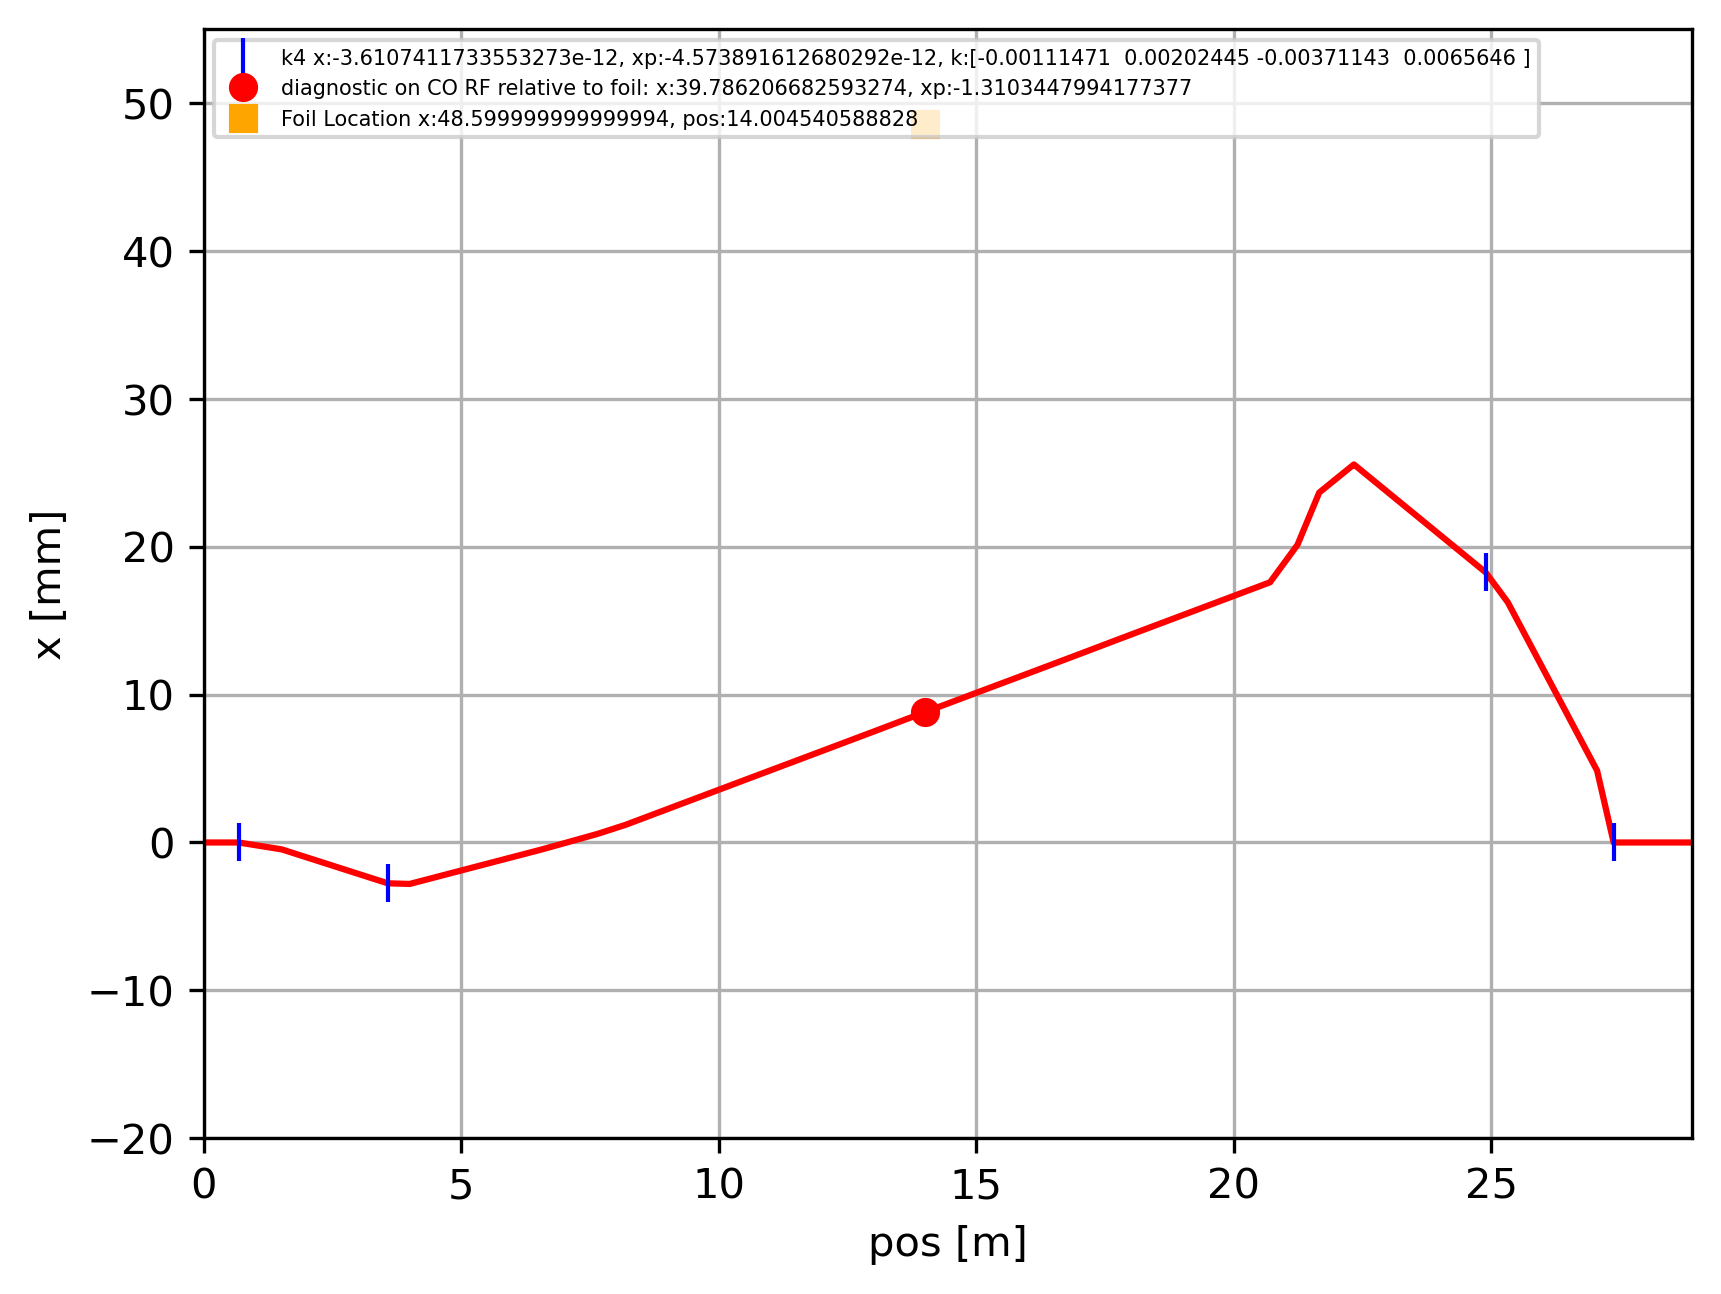 k4 x:-3.6107411733553273e-12, xp:-4.573891612680292e-12, k:[-0.00111471  0.00202445 -0.00371143  0.0065646 ]
diagnostic on CO RF relative to foil: x:39.786206682593274, xp:-1.3103447994177377
Foil Location x:48.599999999999994, pos:14.004540588828
50
40
30
20
10
0
−10
−20
x [mm]
0 5 10 15 20 25
pos [m]